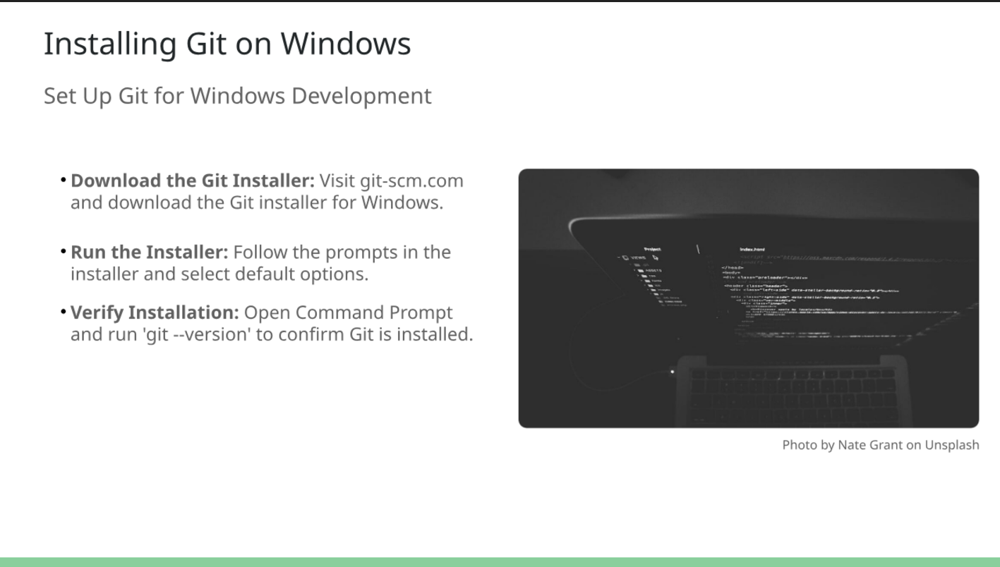 Installing Git on Windows
Set Up Git for Windows Development
• Download the Git Installer: Visit git-scm.com
and download the Git installer for Windows.
• Run the Installer: Follow the prompts in the
installer and select default options.
• Verify Installation: Open Command Prompt
and run 'git --version' to confirm Git is installed.
Project
Index.html
VIEWS
ASSETS
</head>
<body>
<div class="preloader"></div>
<header class="header">
Photo by Nate Grant on Unsplash